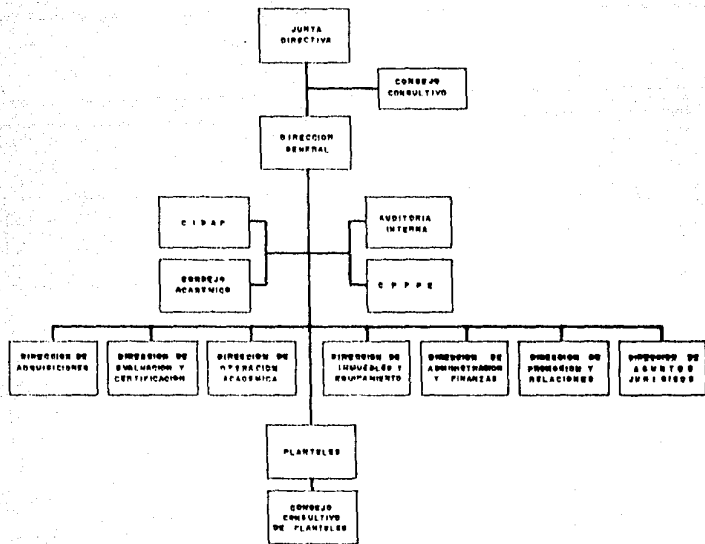 JUNTA
DIRECTIVA
CONSEJO
CONSULTIVO
DIRECCION
GENERAL
C I D A P
AUDITORIA
INTERNA
CONSEJO
ACADEMICO
C P P P E
DIRECCION DE
ADQUISICIONES
DIRECCION DE
EVALUACION Y
CERTIFICACION
DIRECCION DE
OPERACION
ACADEMICA
DIRECCION DE
INMUEBLES Y
EQUIPAMIENTO
DIRECCION DE
ADMINISTRACION
Y FINANZAS
DIRECCION DE
PROMOCION Y
RELACIONES
DIRECCION DE
ASUNTOS
JURIDICOS
PLANTELES
CONSEJO
CONSULTIVO
DE PLANTELES